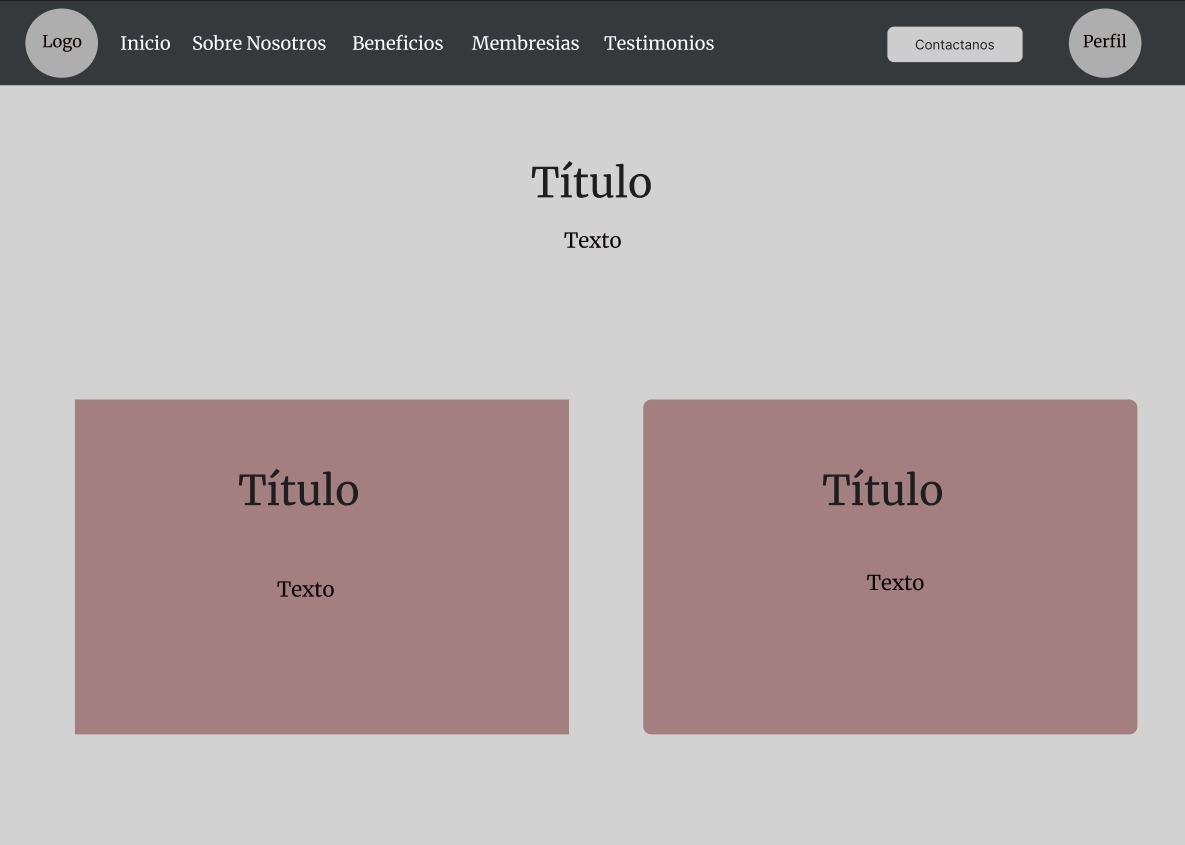 Logo Inicio Sobre Nosotros Beneficios Membresias Testimonios Contactanos Perfil
Título
Texto
Título
Texto
Título
Texto